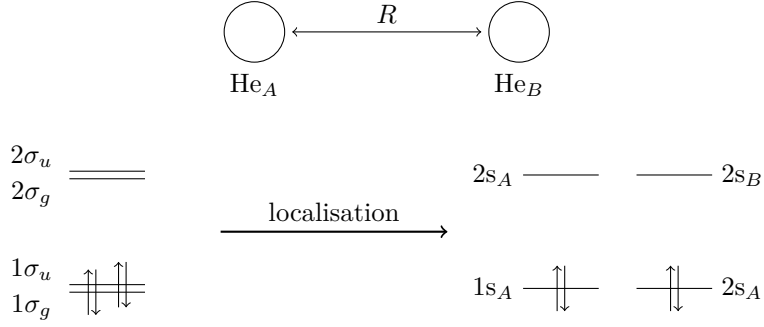 R
He_A He_B
2σ_u
2σ_g
2s_A 2s_B
localisation
1σ_u
1σ_g
1s_A 2s_A